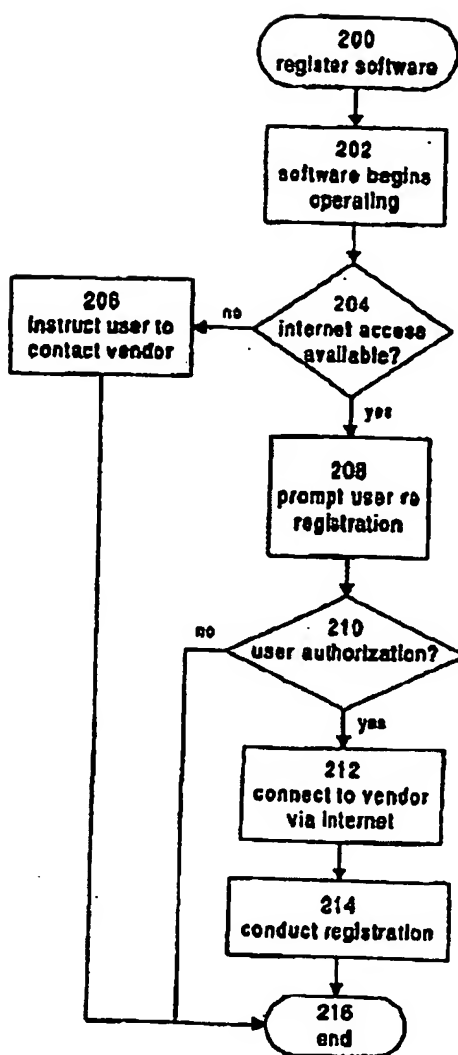 200
register software
202
software begins
operating
204
internet access
available?
no
206
instruct user to
contact vendor
yes
208
prompt user re
registration
210
user authorization?
no
yes
212
connect to vendor
via internet
214
conduct registration
216
end